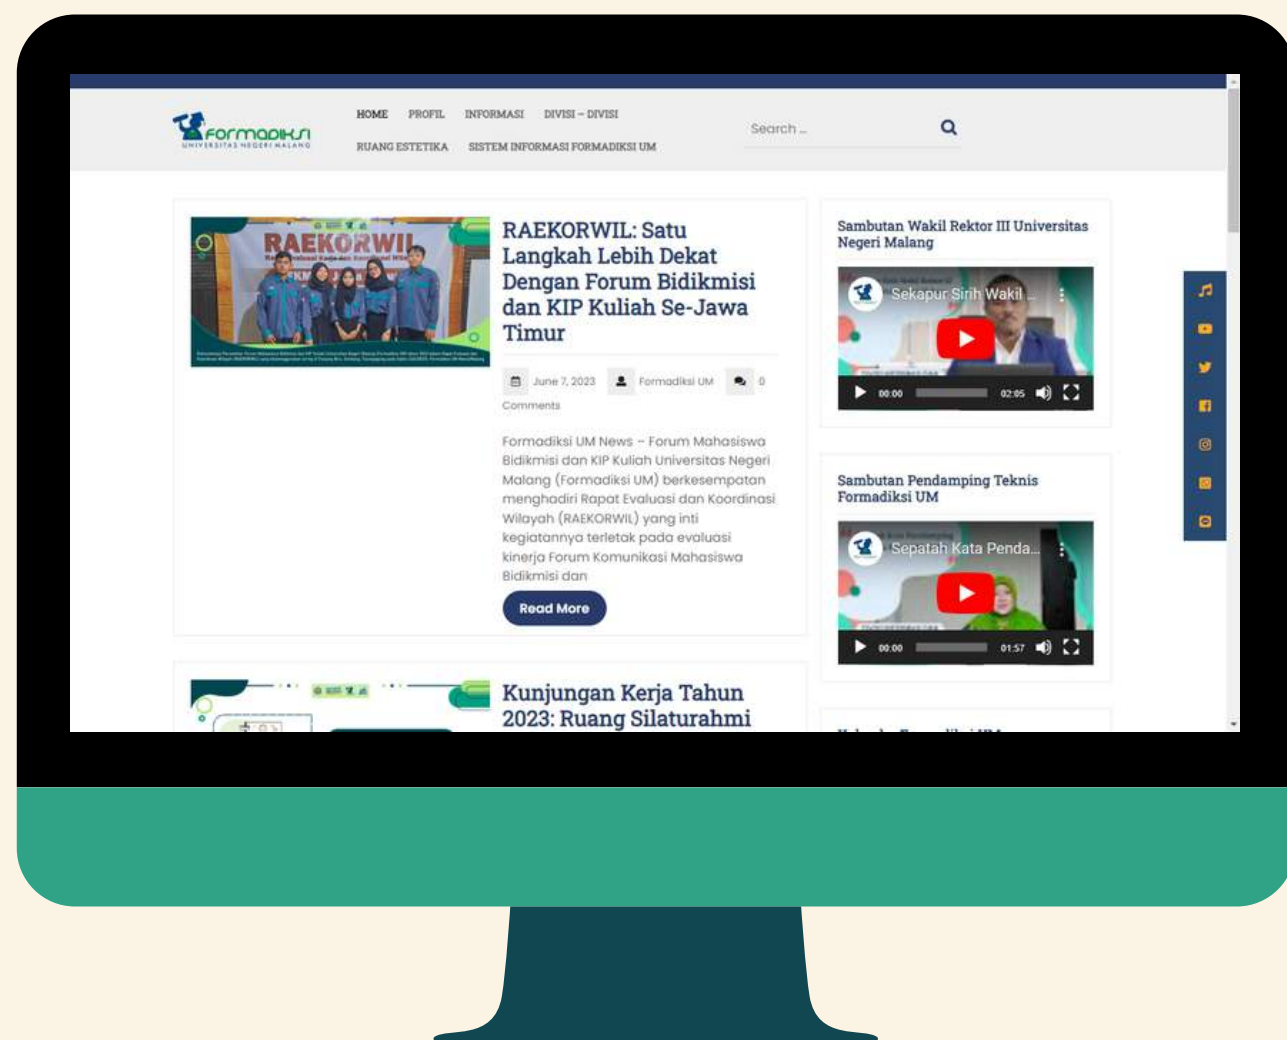 FORMADIKSI
UNIVERSITAS NEGERI MALANG
HOME PROFIL INFORMASI DIVISI – DIVISI
RUANG ESTETIKA SISTEM INFORMASI FORMADIKSI UM
Search …
RAEKORWIL
RAEKORWIL: Satu
Langkah Lebih Dekat
Dengan Forum Bidikmisi
dan KIP Kuliah Se-Jawa
Timur
June 7, 2023 Formadiksi UM 0
Comments
Formadiksi UM News – Forum Mahasiswa
Bidikmisi dan KIP Kuliah Universitas Negeri
Malang (Formadiksi UM) berkesempatan
menghadiri Rapat Evaluasi dan Koordinasi
Wilayah (RAEKORWIL) yang inti
kegiatannya terletak pada evaluasi
kinerja Forum Komunikasi Mahasiswa
Bidikmisi dan
Read More
Kunjungan Kerja Tahun
2023: Ruang Silaturahmi
Sambutan Wakil Rektor III Universitas
Negeri Malang
Sekapur Sirih Wakil ...
00:00 02:05
Sambutan Pendamping Teknis
Formadiksi UM
Sepatah Kata Penda...
00:00 01:57